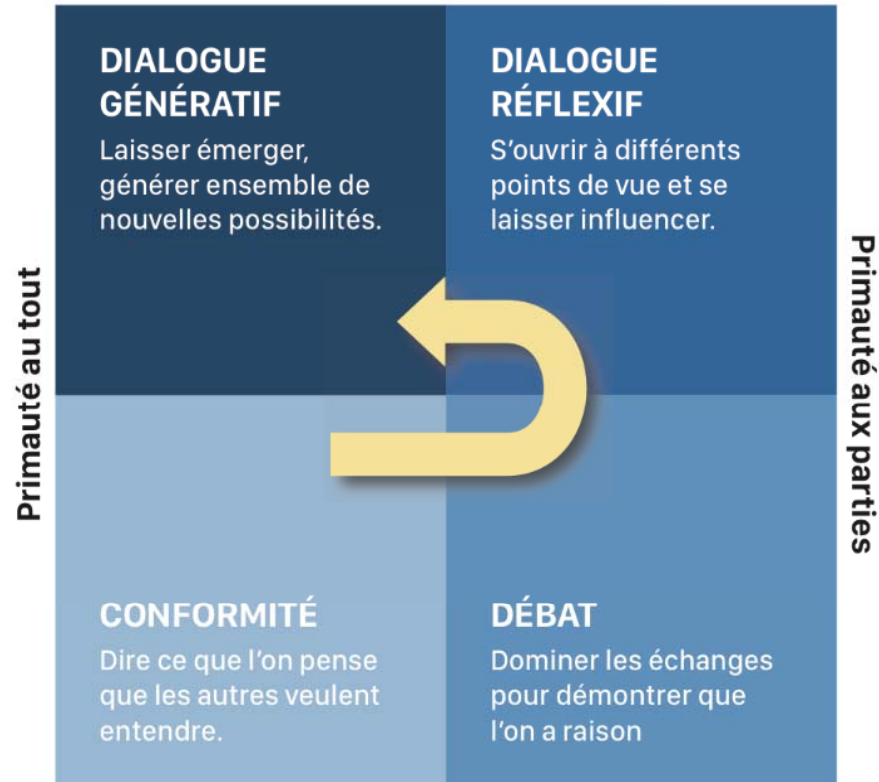 DIALOGUE
GÉNÉRATIF
Laisser émerger,
générer ensemble de
nouvelles possibilités.
DIALOGUE
RÉFLEXIF
S’ouvrir à différents
points de vue et se
laisser influencer.
Primauté au tout
Primauté aux parties
CONFORMITÉ
Dire ce que l’on pense
que les autres veulent
entendre.
DÉBAT
Dominer les échanges
pour démontrer que
l’on a raison